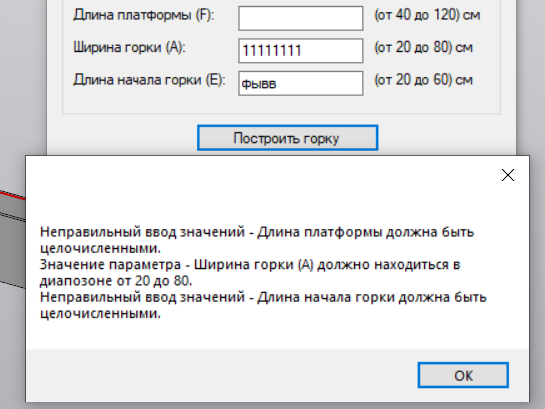 Длина платформы (F): (от 40 до 120) см
Ширина горки (A): 11111111 (от 20 до 80) см
Длина начала горки (E): фывв (от 20 до 60) см
Построить горку
Неправильный ввод значений - Длина платформы должна быть
целочисленными.
Значение параметра - Ширина горки (A) должно находиться в
диапозоне от 20 до 80.
Неправильный ввод значений - Длина начала горки должна быть
целочисленными.
OK